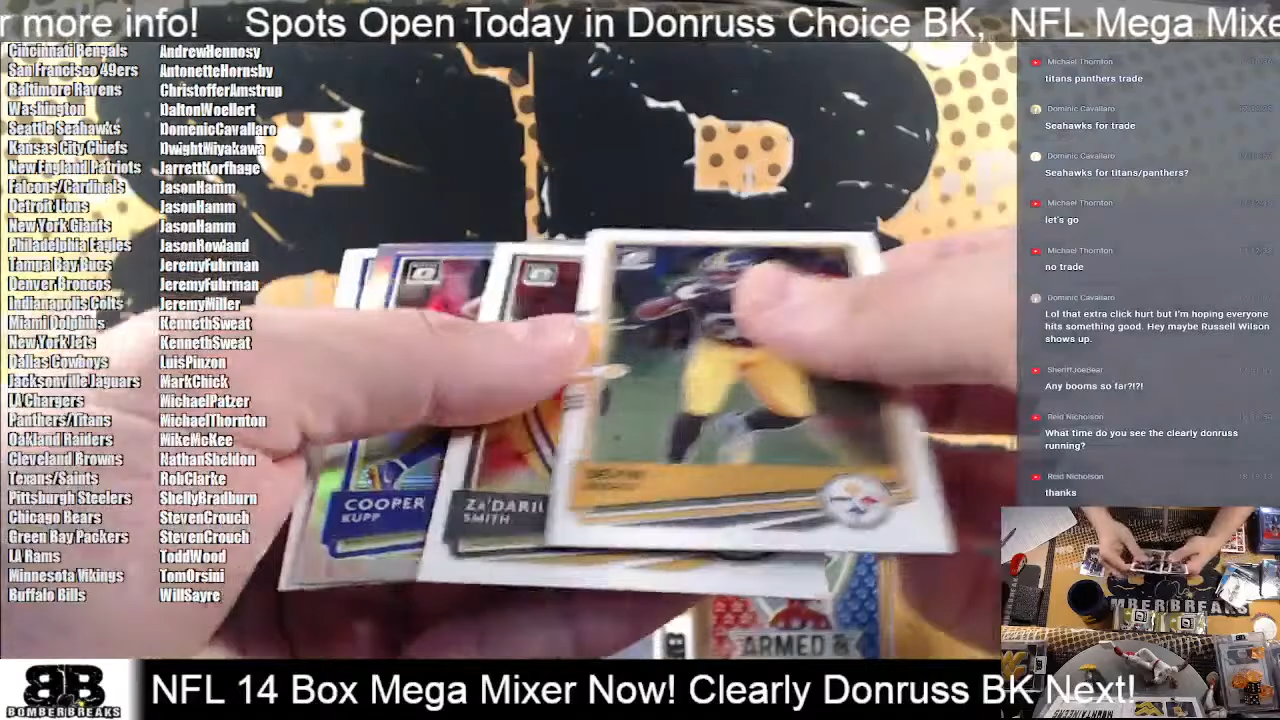 r more info! Spots Open Today in Donruss Choice BK, NFL Mega Mixe
Cincinnati Bengals AndrewHennosy
San Francisco 49ers AntonetteHornsby
Baltimore Ravens ChristofferAmstrup
Washington DaltonWoellert
Seattle Seahawks DomenicCavallaro
Kansas City Chiefs DwightMiyakawa
New England Patriots JarrettKorfhage
Falcons/Cardinals JasonHamm
Detroit Lions JasonHamm
New York Giants JasonHamm
Philadelphia Eagles JasonRowland
Tampa Bay Bucs JeremyFuhrman
Denver Broncos JeremyFuhrman
Indianapolis Colts JeremyMiller
Miami Dolphins KennethSweat
New York Jets KennethSweat
Dallas Cowboys LuisPinzon
Jacksonville Jaguars MarkChick
LA Chargers MichaelPatzer
Panthers/Titans MichaelThornton
Oakland Raiders MikeMcKee
Cleveland Browns NathanSheldon
Texans/Saints RobClarke
Pittsburgh Steelers ShellyBradburn
Chicago Bears StevenCrouch
Green Bay Packers StevenCrouch
LA Rams ToddWood
Minnesota Vikings TomOrsini
Buffalo Bills WillSayre
COOPER
KUPP
ZA'DARI
SMITH
ARMED &
Michael Thornton
titans panthers trade
Dominic Cavallaro
Seahawks for trade
Dominic Cavallaro
Seahawks for titans/panthers?
Michael Thornton
let's go
Michael Thornton
no trade
Dominic Cavallaro
Lol that extra click hurt but I'm hoping everyone
hits something good. Hey maybe Russell Wilson
shows up.
SheriffJoeBear
Any booms so far?!?!
Reid Nicholson
What time do you see the clearly donruss
running?
Reid Nicholson
thanks
MBERBREAKS
BB
BOMBERBREAKS
NFL 14 Box Mega Mixer Now! Clearly Donruss BK Next!